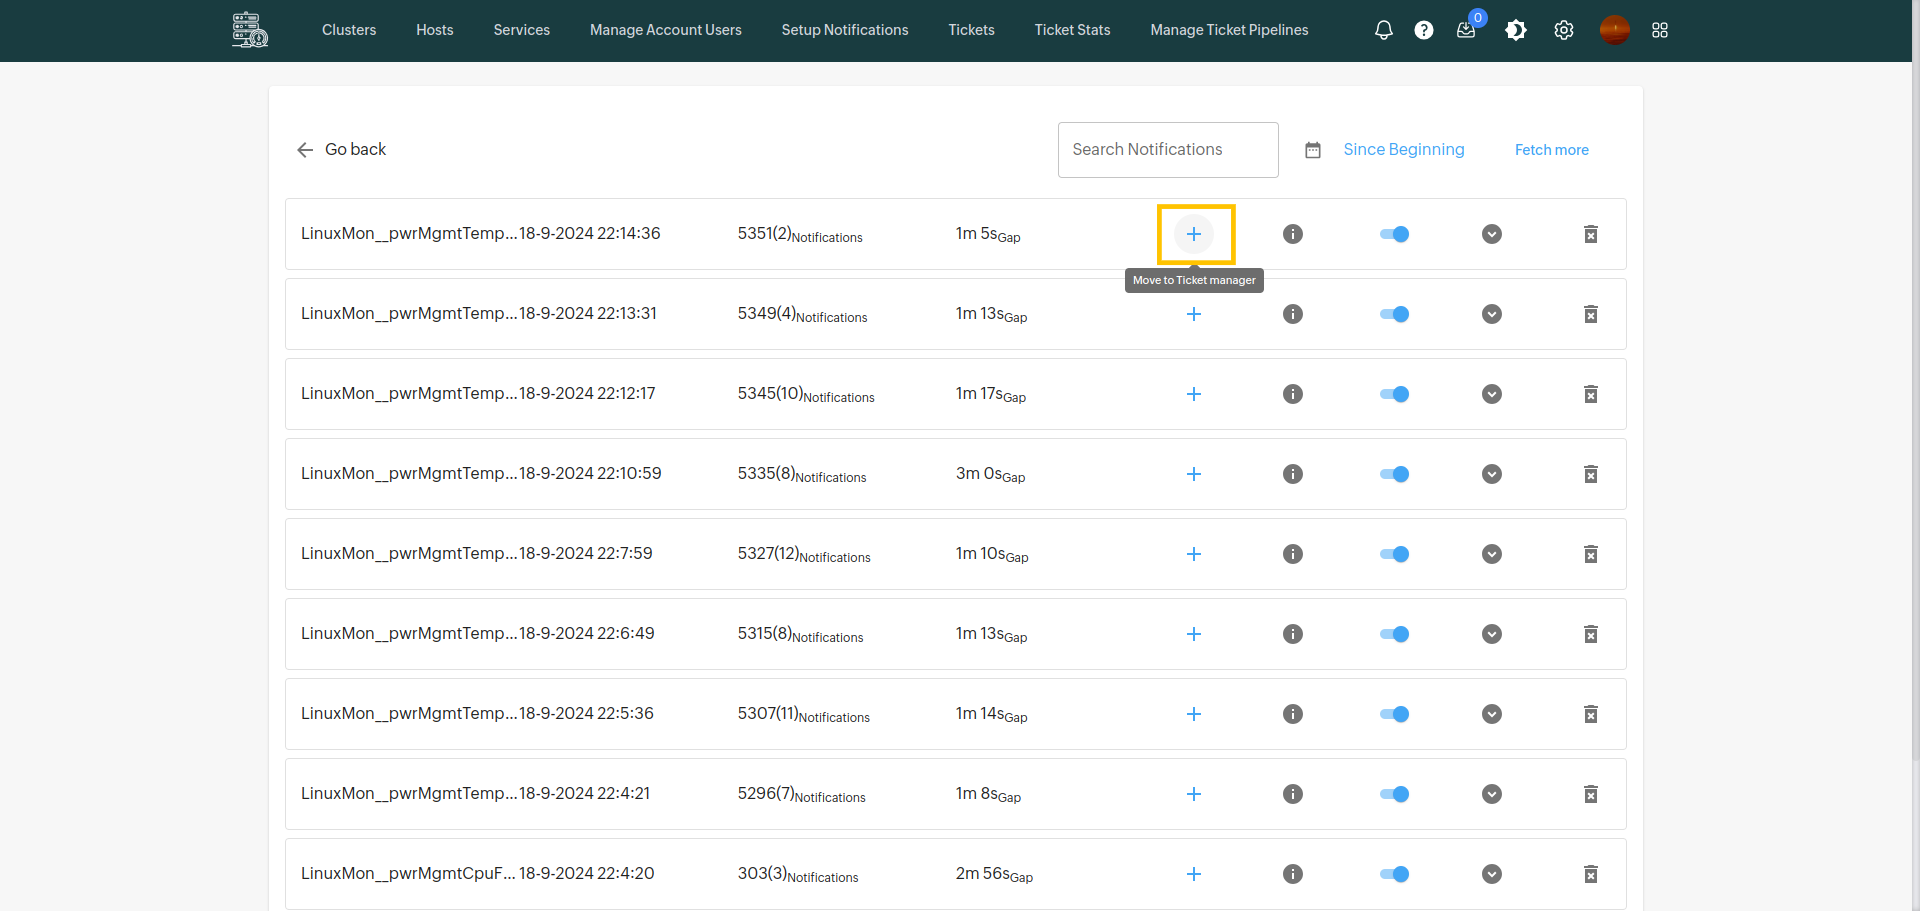 Clusters Hosts Services Manage Account Users Setup Notifications Tickets Ticket Stats Manage Ticket Pipelines 0
Go back Search Notifications Since Beginning Fetch more
LinuxMon__pwrMgmtTemp... 18-9-2024 22:14:36 5351(2)Notifications 1m 5sGap
Move to Ticket manager
LinuxMon__pwrMgmtTemp... 18-9-2024 22:13:31 5349(4)Notifications 1m 13sGap
LinuxMon__pwrMgmtTemp... 18-9-2024 22:12:17 5345(10)Notifications 1m 17sGap
LinuxMon__pwrMgmtTemp... 18-9-2024 22:10:59 5335(8)Notifications 3m 0sGap
LinuxMon__pwrMgmtTemp... 18-9-2024 22:7:59 5327(12)Notifications 1m 10sGap
LinuxMon__pwrMgmtTemp... 18-9-2024 22:6:49 5315(8)Notifications 1m 13sGap
LinuxMon__pwrMgmtTemp... 18-9-2024 22:5:36 5307(11)Notifications 1m 14sGap
LinuxMon__pwrMgmtTemp... 18-9-2024 22:4:21 5296(7)Notifications 1m 8sGap
LinuxMon__pwrMgmtCpuF... 18-9-2024 22:4:20 303(3)Notifications 2m 56sGap